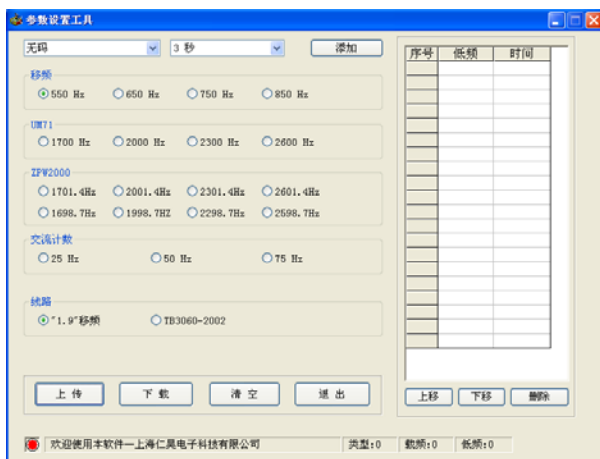 参数设置工具
无码 3 秒 添加
序号 低频 时间
移频
550 Hz 650 Hz 750 Hz 850 Hz
UM71
1700 Hz 2000 Hz 2300 Hz 2600 Hz
ZPW2000
1701.4Hz 2001.4Hz 2301.4Hz 2601.4Hz
1698.7Hz 1998.7HZ 2298.7Hz 2598.7Hz
交流计数
25 Hz 50 Hz 75 Hz
线路
"1.9"移频 TB3060-2002
上 传 下 载 清 空 退 出
上移 下移 删除
欢迎使用本软件—上海仁昊电子科技有限公司 类型:0 载频:0 低频:0